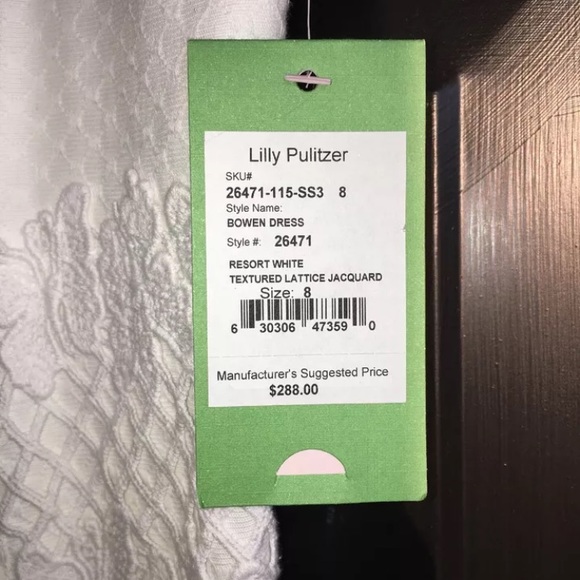 Lilly Pulitzer
SKU#
26471-115-SS3 8
Style Name:
BOWEN DRESS
Style #: 26471
RESORT WHITE
TEXTURED LATTICE JACQUARD
Size: 8
6 30306 47359 0
Manufacturer's Suggested Price
$288.00